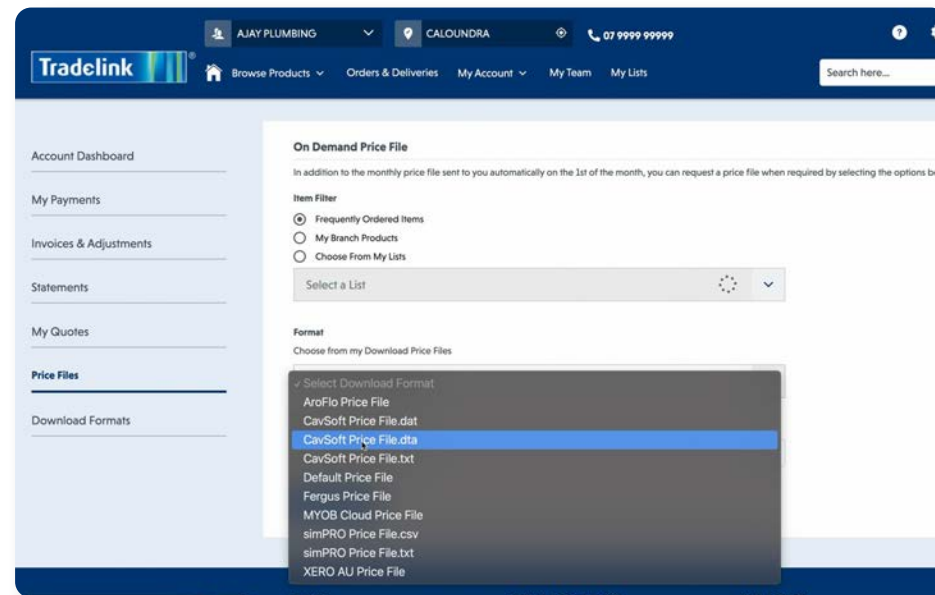 AJAY PLUMBING
CALOUNDRA
07 9999 99999
Tradelink®
Browse Products
Orders & Deliveries
My Account
My Team
My Lists
Search here...
Account Dashboard
My Payments
Invoices & Adjustments
Statements
My Quotes
Price Files
Download Formats
On Demand Price File
In addition to the monthly price file sent to you automatically on the 1st of the month, you can request a price file when required by selecting the options
Item Filter
Frequently Ordered Items
My Branch Products
Choose From My Lists
Select a List
Format
Choose from my Download Price Files
✓ Select Download Format
AroFlo Price File
CavSoft Price File.dat
CavSoft Price File.dta
CavSoft Price File.txt
Default Price File
Fergus Price File
MYOB Cloud Price File
simPRO Price File.csv
simPRO Price File.txt
XERO AU Price File